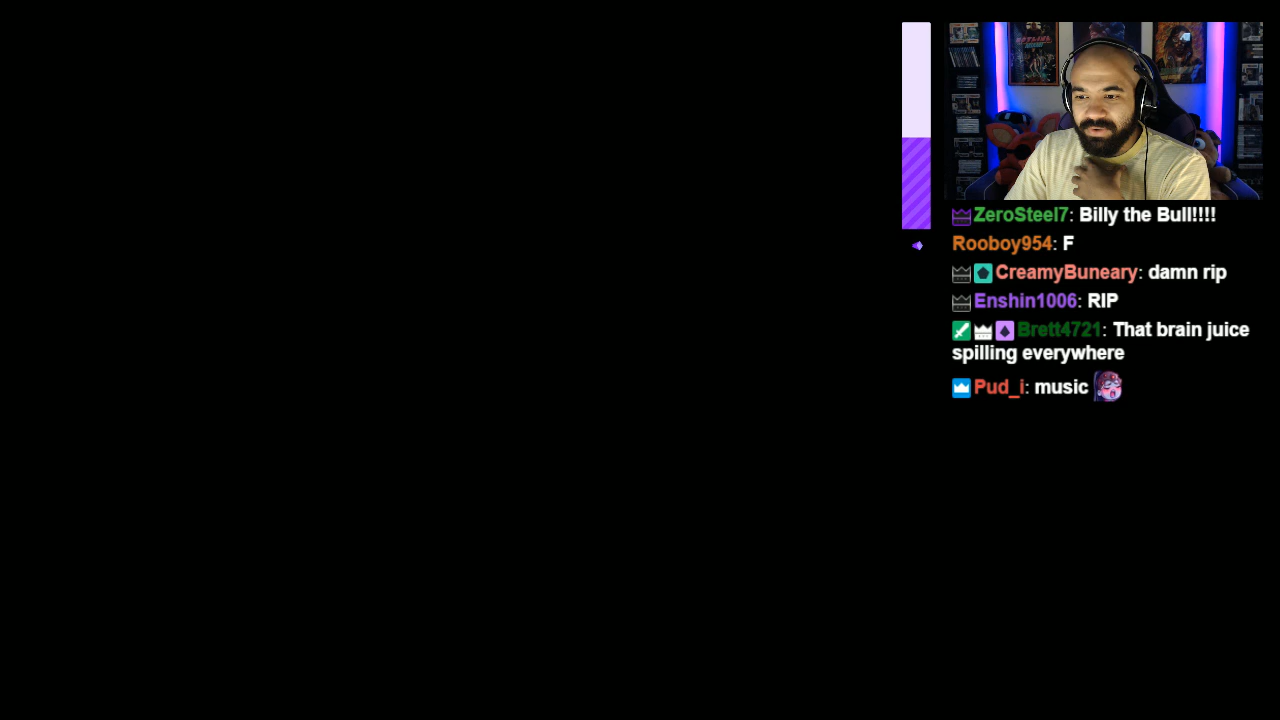 ZeroSteel7: Billy the Bull!!!!
Rooboy954: F
CreamyBuneary: damn rip
Enshin1006: RIP
Brett4721: That brain juice
spilling everywhere
Pud_i: music